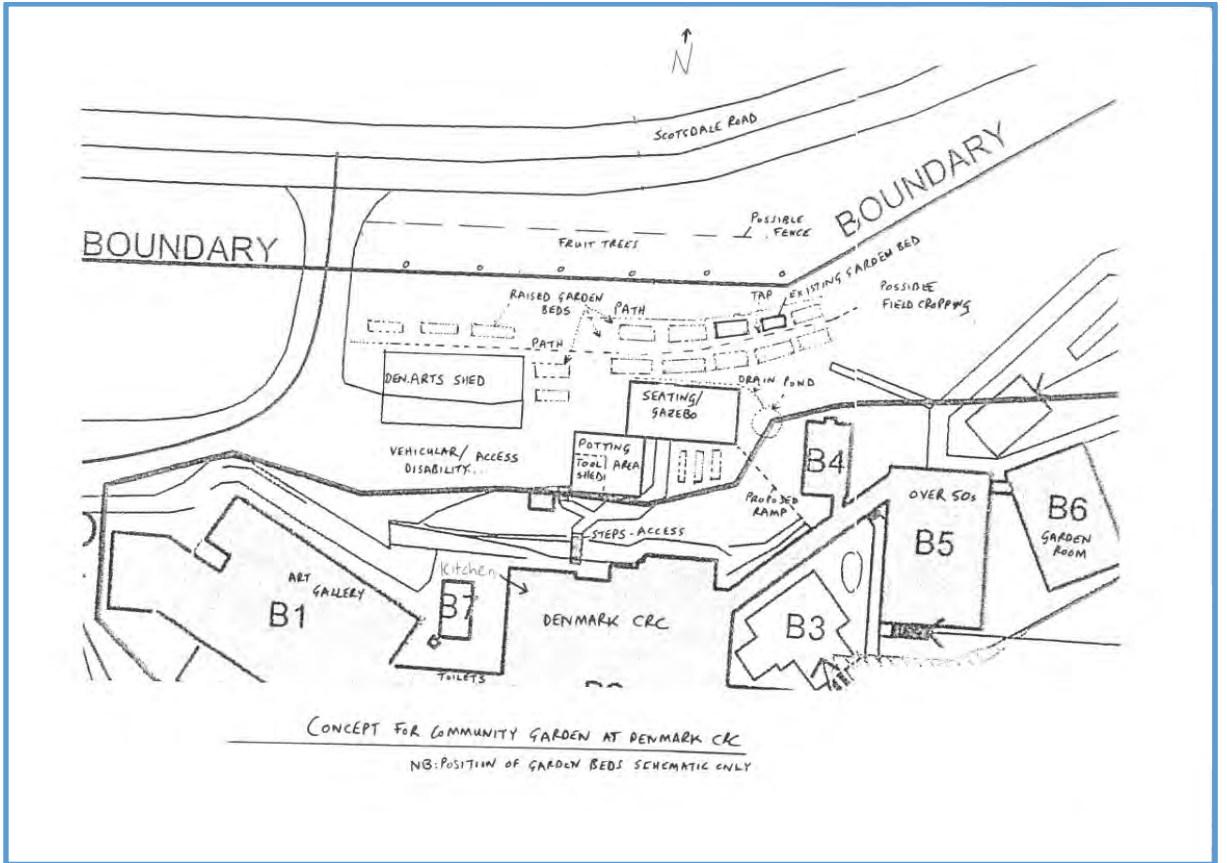 N
SCOTSDALE ROAD
BOUNDARY
BOUNDARY
POSSIBLE
FENCE
FRUIT TREES
RAISED GARDEN
BEDS
PATH
TAP
EXISTING GARDEN BED
POSSIBLE
FIELD CROPPING
PATH
DEN.ARTS SHED
DRAIN POND
SEATING/
GAZEBO
VEHICULAR/ ACCESS
DISABILITY...
POTTING
AREA
TOOL
SHED
B4
PROPOSED
RAMP
OVER 50s
B5
B6
GARDEN
ROOM
STEPS-ACCESS
Kitchen
ART
GALLERY
B1
B7
DENMARK CRC
B3
TOILETS
CONCEPT FOR COMMUNITY GARDEN AT DENMARK CRC
NB: POSITION OF GARDEN BEDS SCHEMATIC ONLY